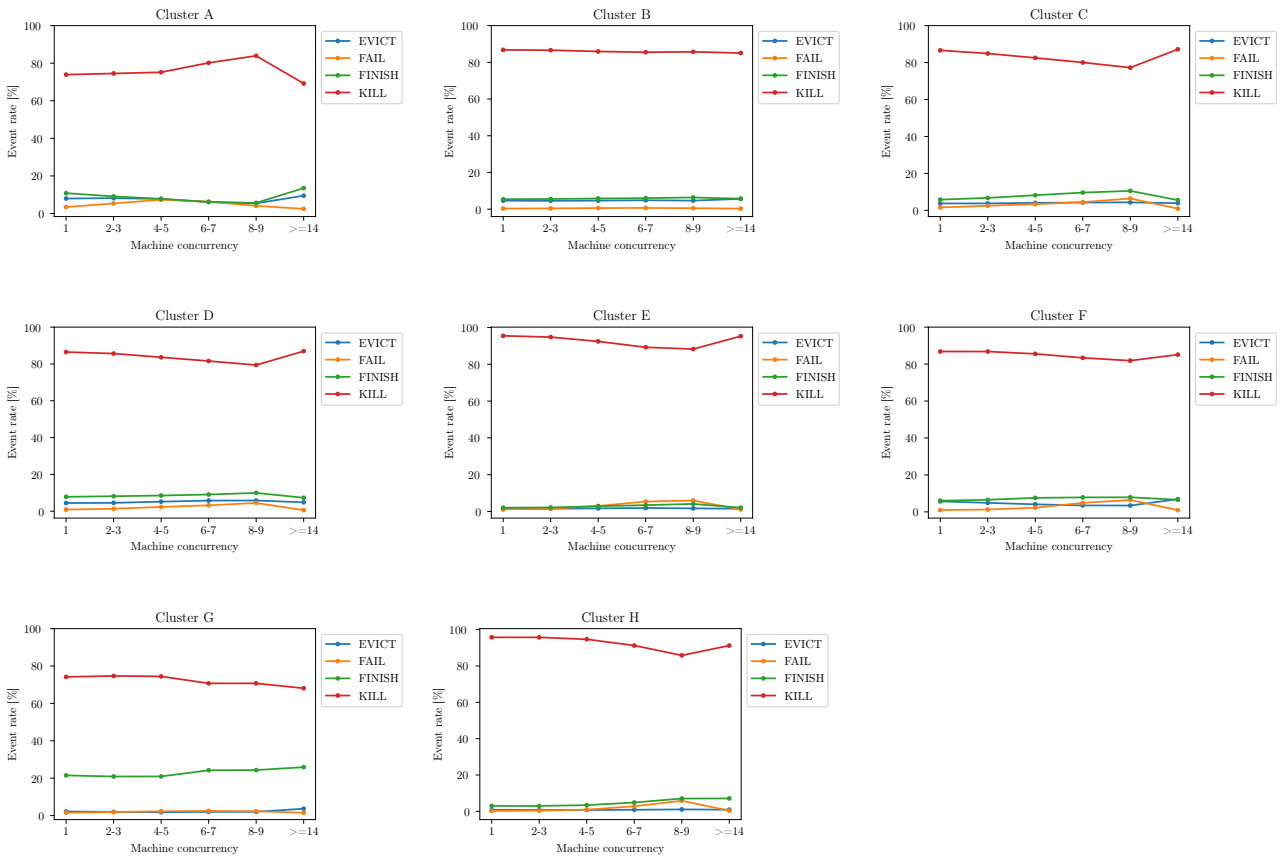 Cluster A
100
80
60
40
20
0
Event rate [%]
1 2-3 4-5 6-7 8-9 >=14
Machine concurrency
EVICT
FAIL
FINISH
KILL
Cluster B
100
80
60
40
20
0
Event rate [%]
1 2-3 4-5 6-7 8-9 >=14
Machine concurrency
EVICT
FAIL
FINISH
KILL
Cluster C
100
80
60
40
20
0
Event rate [%]
1 2-3 4-5 6-7 8-9 >=14
Machine concurrency
EVICT
FAIL
FINISH
KILL
Cluster D
100
80
60
40
20
0
Event rate [%]
1 2-3 4-5 6-7 8-9 >=14
Machine concurrency
EVICT
FAIL
FINISH
KILL
Cluster E
100
80
60
40
20
0
Event rate [%]
1 2-3 4-5 6-7 8-9 >=14
Machine concurrency
EVICT
FAIL
FINISH
KILL
Cluster F
100
80
60
40
20
0
Event rate [%]
1 2-3 4-5 6-7 8-9 >=14
Machine concurrency
EVICT
FAIL
FINISH
KILL
Cluster G
100
80
60
40
20
0
Event rate [%]
1 2-3 4-5 6-7 8-9 >=14
Machine concurrency
EVICT
FAIL
FINISH
KILL
Cluster H
100
80
60
40
20
0
Event rate [%]
1 2-3 4-5 6-7 8-9 >=14
Machine concurrency
EVICT
FAIL
FINISH
KILL